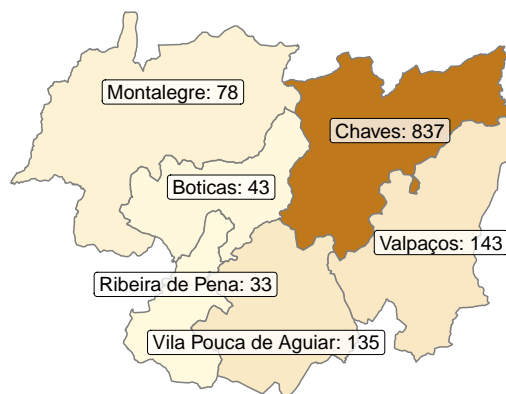 Montalegre: 78
Chaves: 837
Boticas: 43
Valpaços: 143
Ribeira de Pena: 33
Vila Pouca de Aguiar: 135